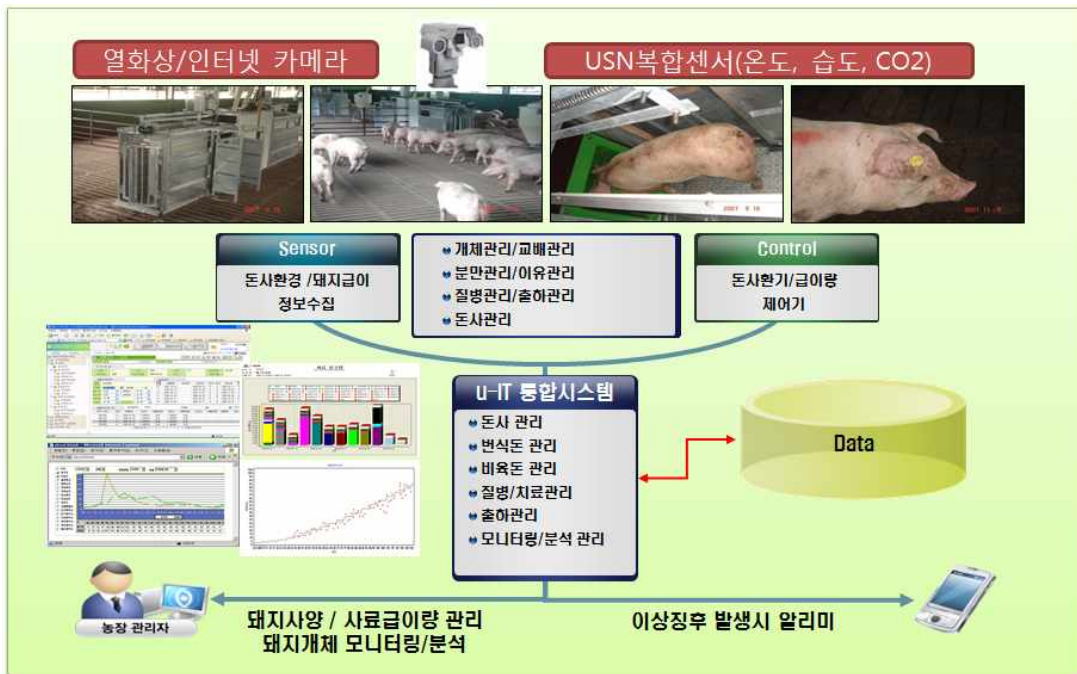 열화상/인터넷 카메라
USN복합센서(온도, 습도, CO2)
Sensor
돈사환경 /돼지급이
정보수집
개체관리/교배관리
분만관리/이유관리
질병관리/출하관리
돈사관리
Control
돈사환기/급이량
제어기
u-IT 통합시스템
돈사 관리
번식돈 관리
비육돈 관리
질병/치료관리
출하관리
모니터링/분석 관리
Data
농장 관리자
돼지사양 / 사료급이량 관리
돼지개체 모니터링/분석
이상징후 발생시 알리미